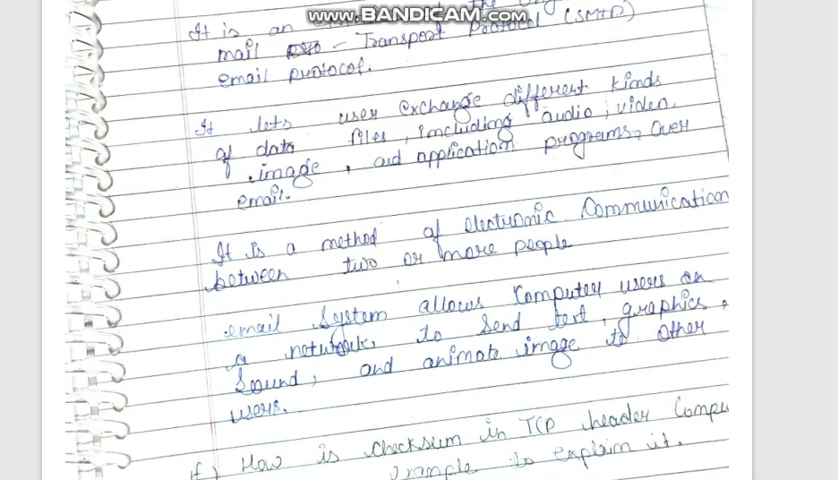 www.BANDICAM.com
It is an
mail - Transport Protocol (SMTP)
email protocol.
It lets user exchange different kinds
of data files, including audio, video,
image, and application programs, over
email.
It is a method of electronic Communication
between two or more people
email System allows Computer users on
a network to Send text, graphics,
Sound, and animate image to other
users.
f) How is checksum in TCP header Compu
Example to explain it.